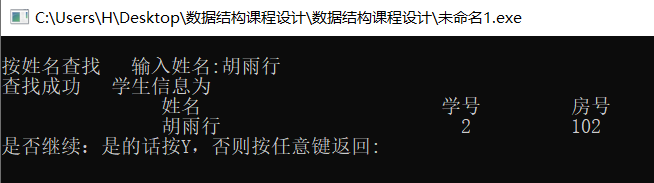 C:\Users\H\Desktop\数据结构课程设计\数据结构课程设计\未命名1.exe
按姓名查找 输入姓名:胡雨行
查找成功 学生信息为
姓名 学号 房号
胡雨行 2 102
是否继续：是的话按Y，否则按任意键返回: